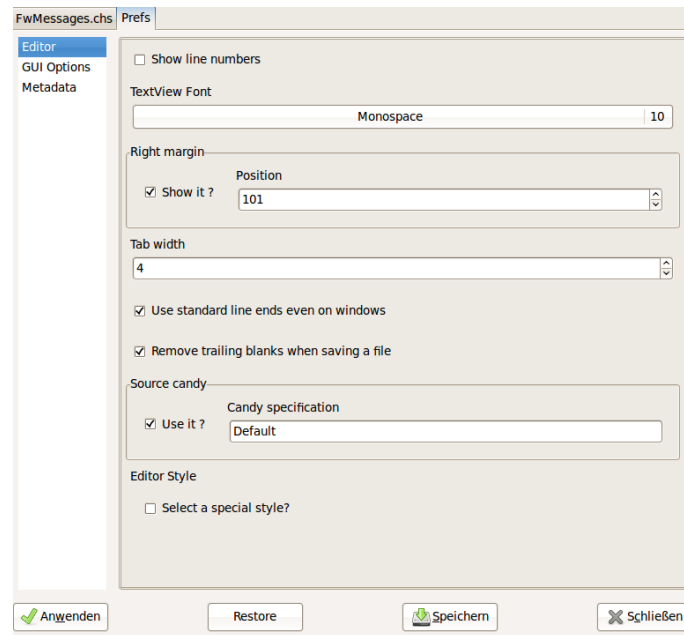 FwMessages.chs Prefs
Editor
GUI Options
Metadata
Show line numbers
TextView Font
Monospace 10
Right margin
Position
Show it ?
101
Tab width
4
Use standard line ends even on windows
Remove trailing blanks when saving a file
Source candy
Candy specification
Use it ?
Default
Editor Style
Select a special style?
Anwenden Restore Speichern Schließen